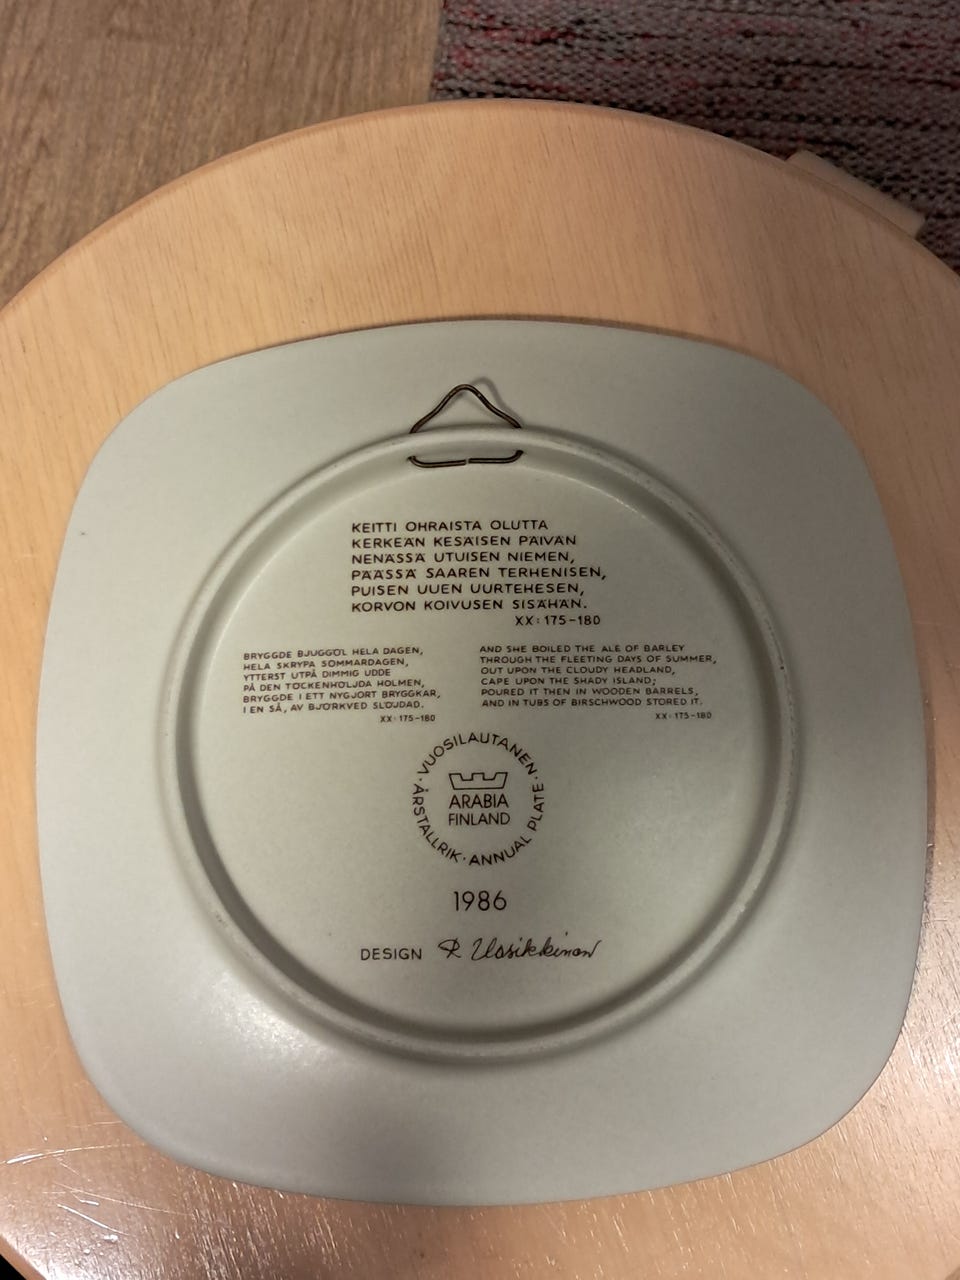 KEITTI OHRAISTA OLUTTA
KERKEÄN KESÄISEN PÄIVÄN
NENÄSSÄ UTUISEN NIEMEN,
PÄÄSSÄ SAAREN TERHENISEN,
PUISEN UUEN UURTEHESEN,
KORVON KOIVUSEN SISÄHÄN.
XX:175-180
BRYGGDE BJUGGÖL HELA DAGEN,
HELA SKRYPA SOMMARDAGEN,
YTTERST UTPÅ DIMMIG UDDE
PÅ DEN TÖCKENHÖLJDA HOLMEN,
BRYGGDE I ETT NYGJORT BRYGGKAR,
I EN SÅ, AV BJÖRKVED SLÖJDAD.
XX:175-180
AND SHE BOILED THE ALE OF BARLEY
THROUGH THE FLEETING DAYS OF SUMMER,
OUT UPON THE CLOUDY HEADLAND,
CAPE UPON THE SHADY ISLAND;
POURED IT THEN IN WOODEN BARRELS,
AND IN TUBS OF BIRSCHWOOD STORED IT.
XX:175-180
·VUOSILAUTANEN·
ARABIA
FINLAND
ÅRSTALLRIK·ANNUAL PLATE
1986
DESIGN R Uosikkinen